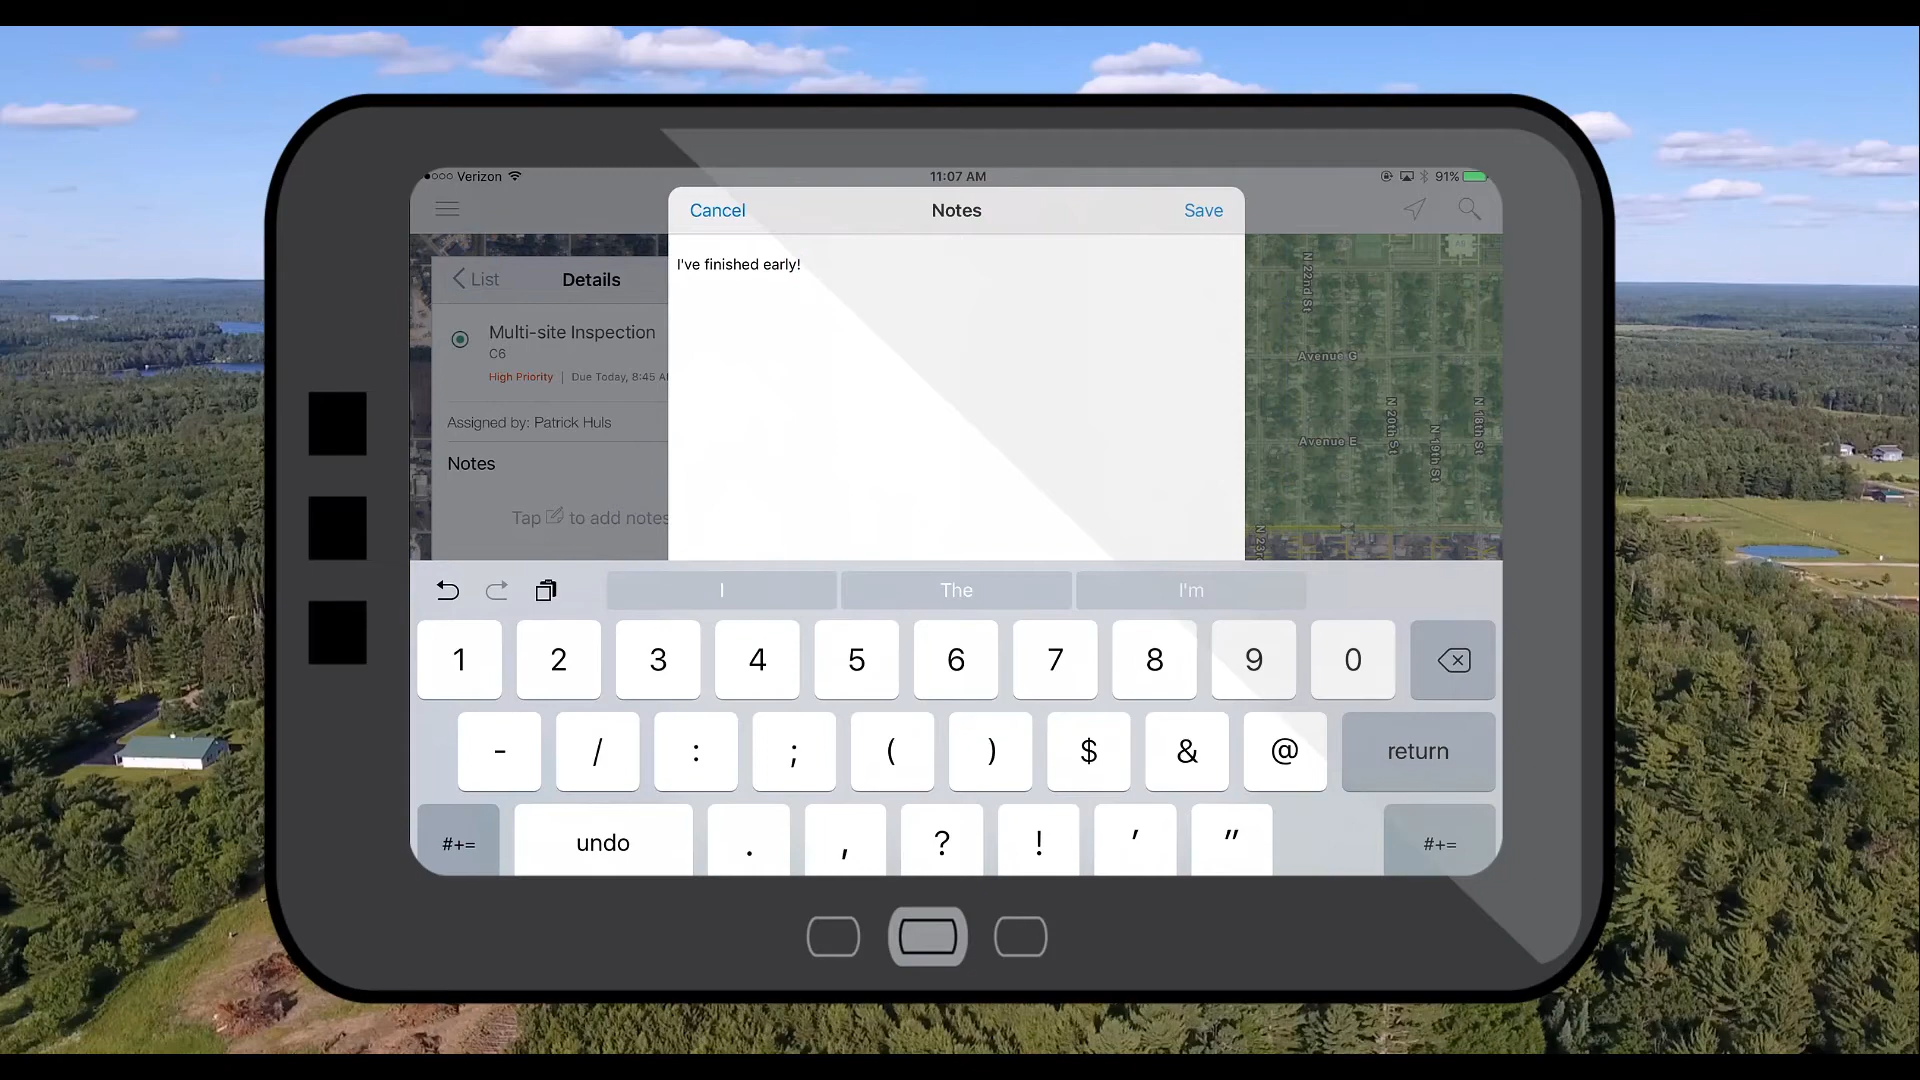 Verizon
11:07 AM
91%
Cancel
Notes
Save
I've finished early!
List
Details
Multi-site Inspection
C6
High Priority | Due Today, 8:45 A
Assigned by: Patrick Huls
Notes
Tap to add notes
A6
N 22nd St
Avenue G
Avenue E
N 20th St
N 19th St
N 18th St
N 23r
I
The
I'm
1 2 3 4 5 6 7 8 9 0
- / : ; ( ) $ & @ return
#+= undo . , ? ! ' " #+=